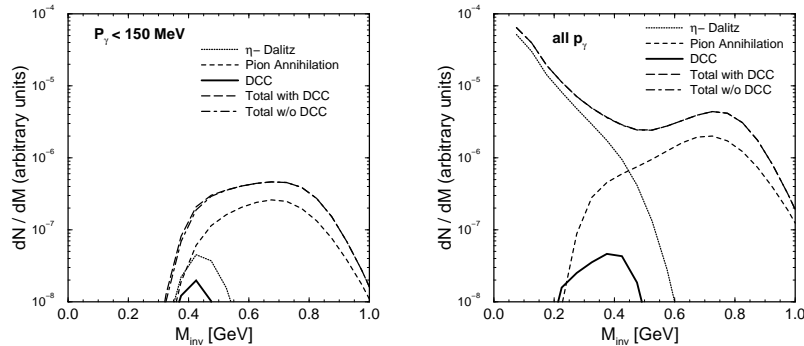 P_γ < 150 MeV
η− Dalitz
Pion Annihilation
DCC
Total with DCC
Total w/o DCC
dN / dM (arbitrary units)
10^-4
10^-5
10^-6
10^-7
10^-8
0.0 0.2 0.4 0.6 0.8 1.0
M_inv [GeV]
all p_γ
η− Dalitz
Pion Annihilation
DCC
Total with DCC
Total w/o DCC
dN / dM (arbitrary units)
10^-4
10^-5
10^-6
10^-7
10^-8
0.0 0.2 0.4 0.6 0.8 1.0
M_inv [GeV]